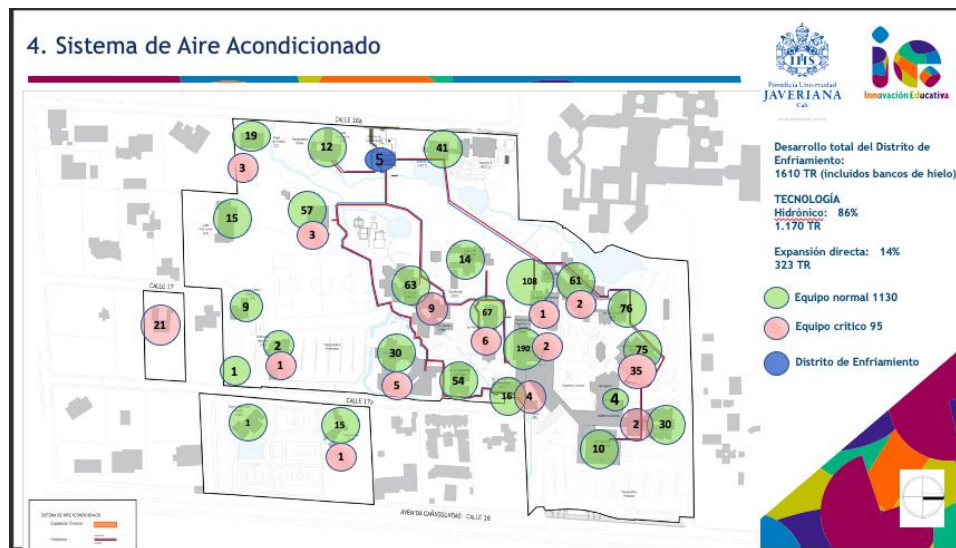 4. Sistema de Aire Acondicionado
Pontificia Universidad
JAVERIANA
Cali
Innovación Educativa
Desarrollo total del Distrito de
Enfriamiento:
1610 TR (incluidos bancos de hielo)
TECNOLOGÍA
Hidrónico: 86%
1.170 TR
Expansión directa: 14%
323 TR
Equipo normal 1130
Equipo critico 95
Distrito de Enfriamiento
CALLE 16a
19
12
5
41
3
15
57
3
14
63
108
61
9
9
67
1
2
76
CALLE 17
21
2
1
6
190
2
75
35
30
1
5
54
16
4
4
CALLE 17a
1
15
1
2
30
10
AVENIDA CAÑASGORDAS CALLE 18
SISTEMA DE AIRE ACONDICIONADO